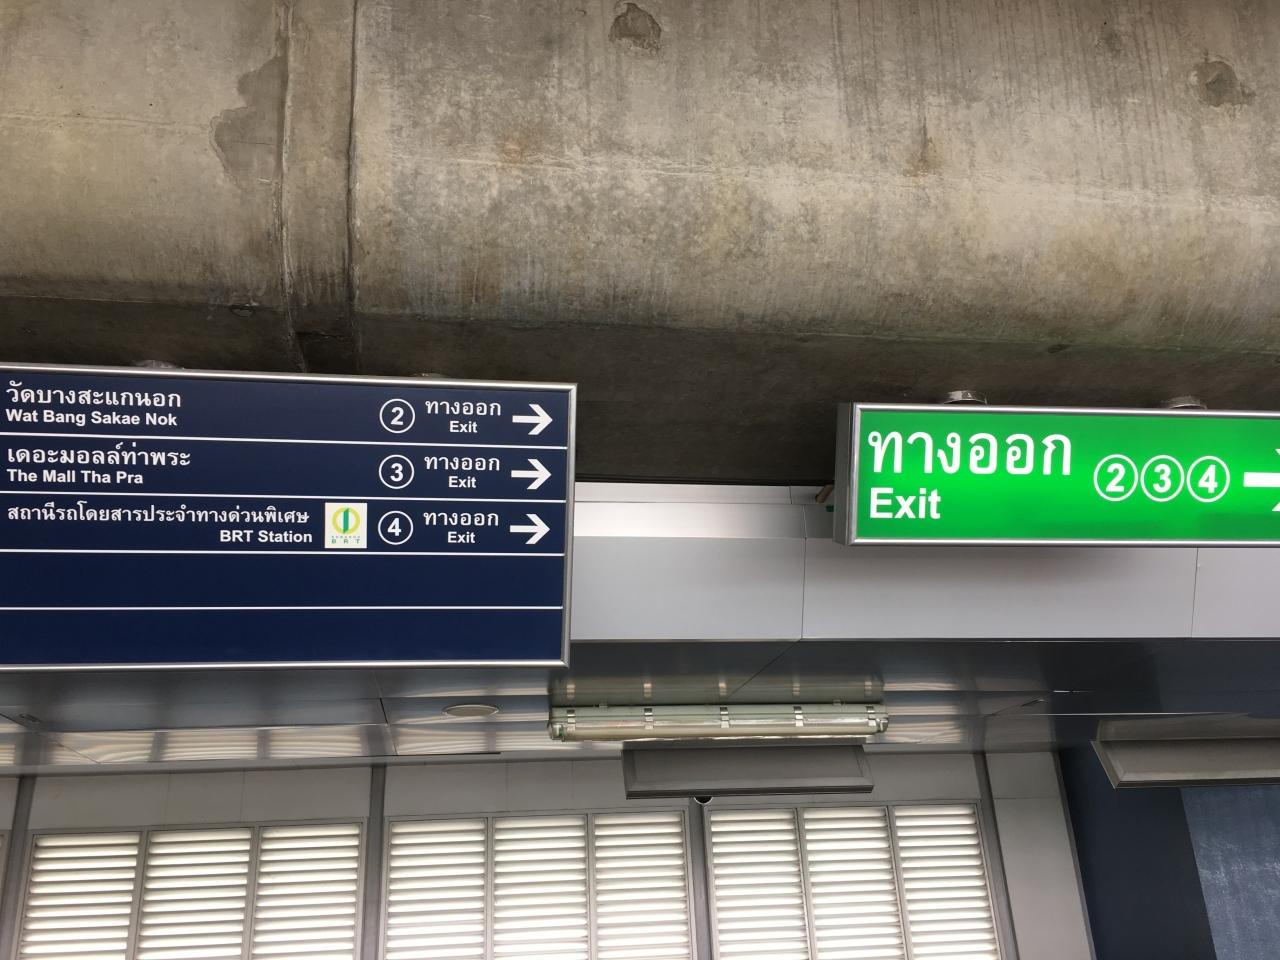 วัดบางสะแกนอก
Wat Bang Sakae Nok
2 ทางออก
Exit
เดอะมอลล์ท่าพระ
The Mall Tha Pra
3 ทางออก
Exit
สถานีรถโดยสารประจำทางด่วนพิเศษ
BRT Station
BRT
4 ทางออก
Exit
ทางออก
Exit
2 3 4